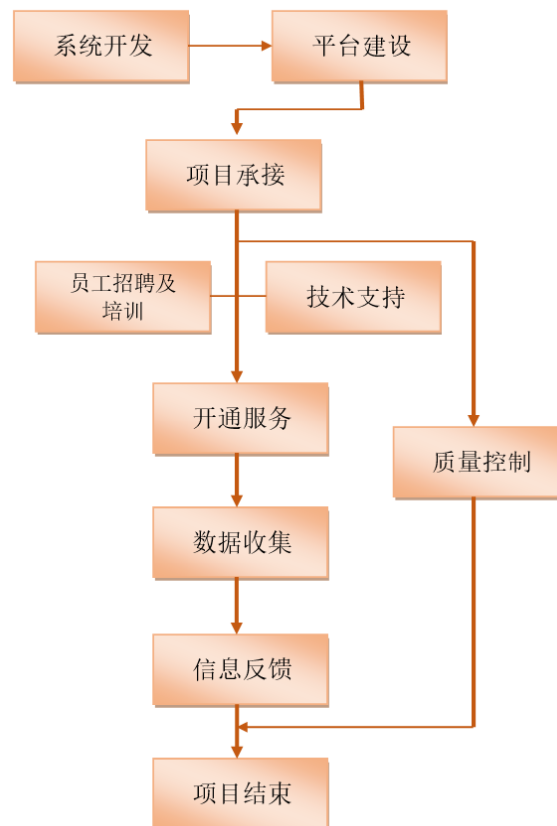 系统开发
平台建设
项目承接
员工招聘及
培训
技术支持
开通服务
质量控制
数据收集
信息反馈
项目结束